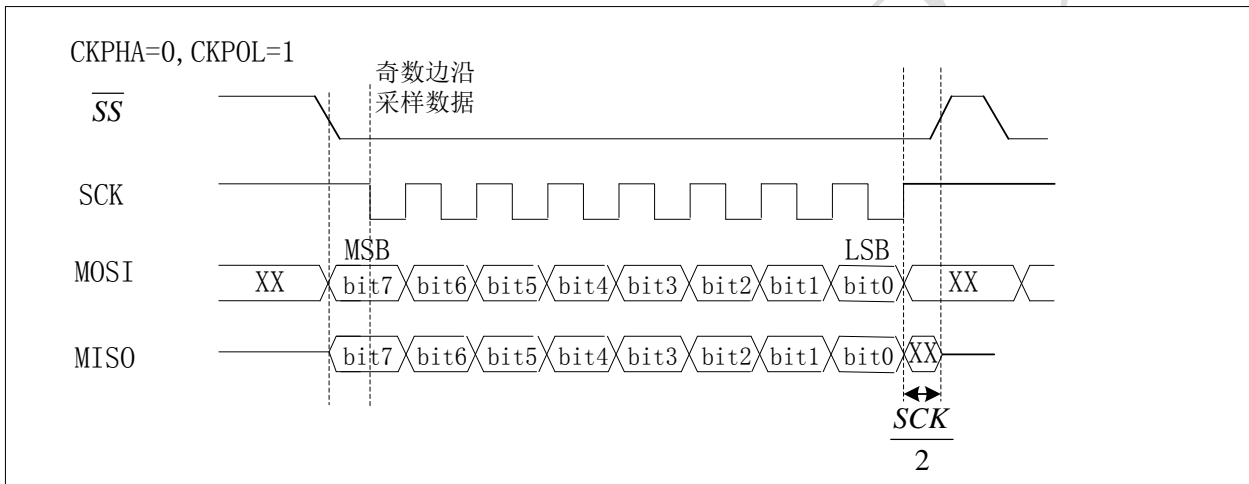 CKPHA=0, CKPOL=1
奇数边沿
采样数据
SS
SCK
MSB LSB
MOSI XX bit7 bit6 bit5 bit4 bit3 bit2 bit1 bit0 XX
MISO bit7 bit6 bit5 bit4 bit3 bit2 bit1 bit0 XX
SCK
2